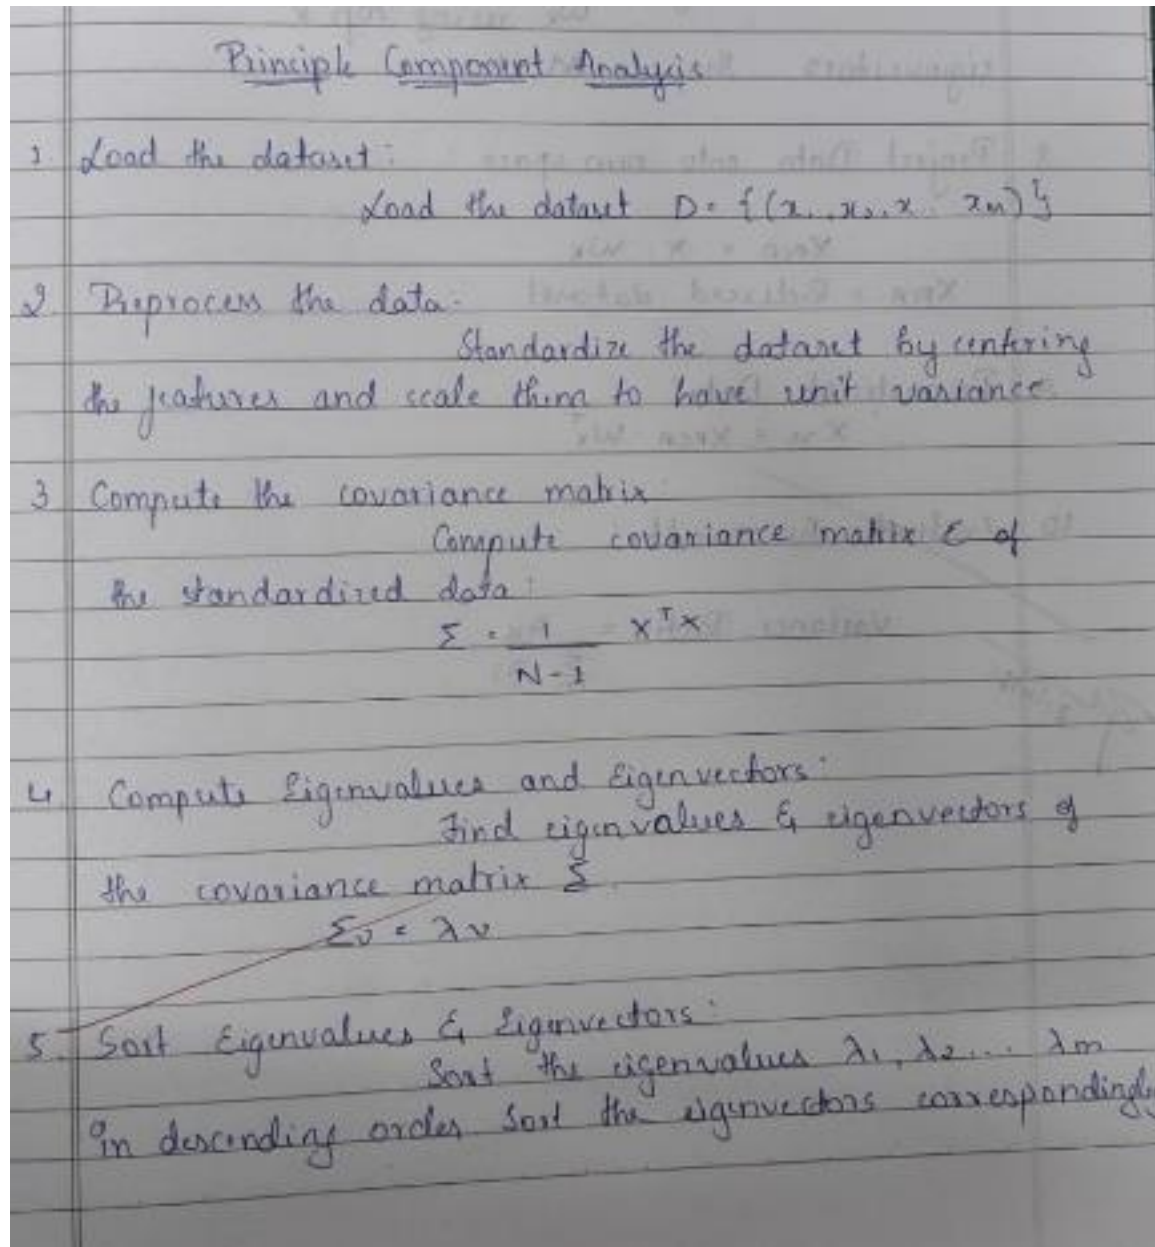 Principle Component Analysis
1 Load the dataset:
Load the dataset D = {(x1, x2, x.. xm)}
2 Preprocess the data:
Standardize the dataset by centering
the features and scale them to have unit variance.
3 Compute the covariance matrix:
Compute covariance matrix Σ of
the standardized data:
Σ = 1 XᵀX
N-1
4 Compute Eigenvalues and Eigenvectors:
Find eigenvalues & eigenvectors of
the covariance matrix Σ.
Σv = λv
5. Sort Eigenvalues & Eigenvectors:
Sort the eigenvalues λ1, λ2... λm
in descending order sort the eigenvectors correspondingly